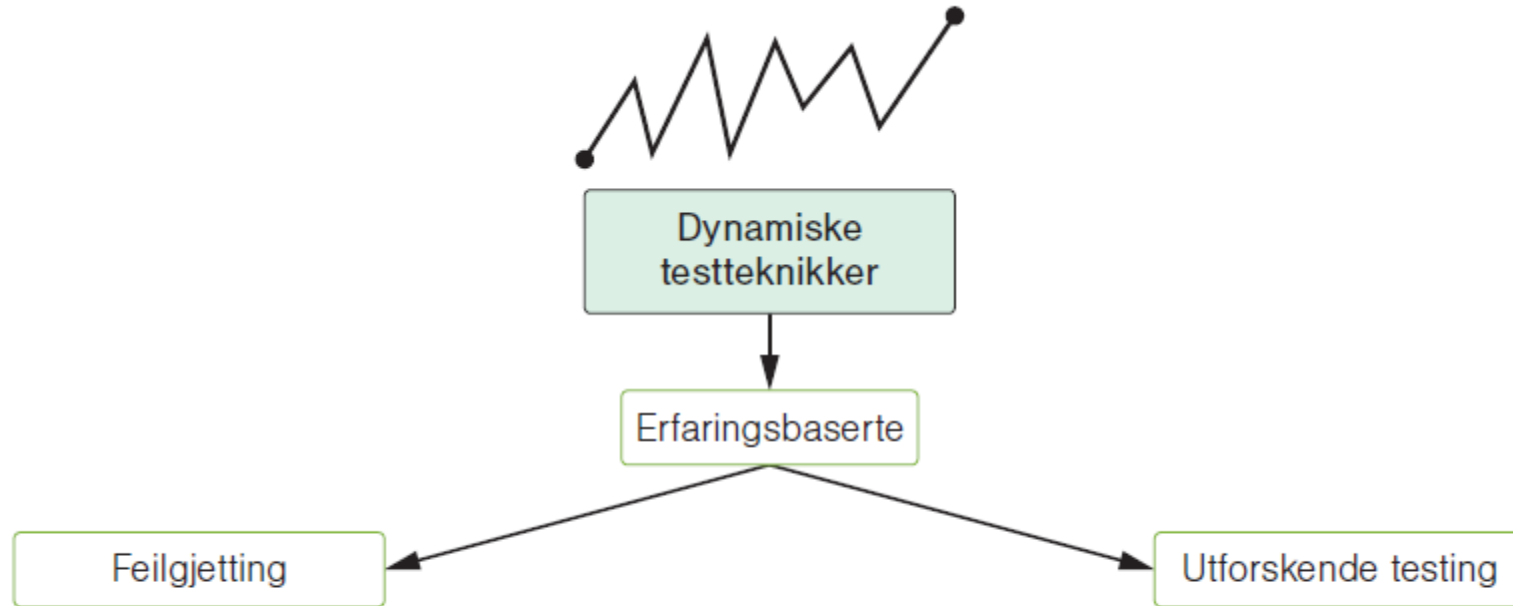 Dynamiske
testteknikker
Erfaringsbaserte
Feilgjetting
Utforskende testing